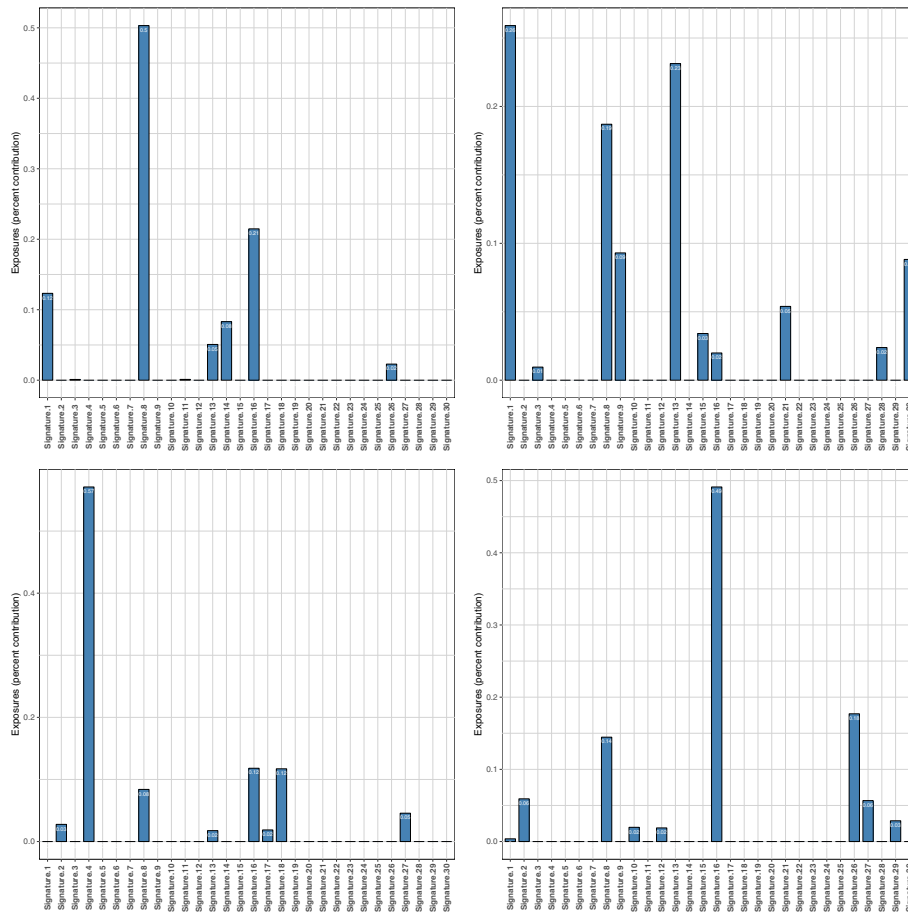 Exposures (percent contribution)
0.5
0.4
0.3
0.2
0.1
0.0
0.12
0.5
0.05
0.08
0.21
0.02
Signature.1
Signature.2
Signature.3
Signature.4
Signature.5
Signature.6
Signature.7
Signature.8
Signature.9
Signature.10
Signature.11
Signature.12
Signature.13
Signature.14
Signature.15
Signature.16
Signature.17
Signature.18
Signature.19
Signature.20
Signature.21
Signature.22
Signature.23
Signature.24
Signature.25
Signature.26
Signature.27
Signature.28
Signature.29
Signature.30
Exposures (percent contribution)
0.2
0.1
0.0
0.26
0.01
0.19
0.09
0.23
0.03
0.02
0.05
0.02
Signature.1
Signature.2
Signature.3
Signature.4
Signature.5
Signature.6
Signature.7
Signature.8
Signature.9
Signature.10
Signature.11
Signature.12
Signature.13
Signature.14
Signature.15
Signature.16
Signature.17
Signature.18
Signature.19
Signature.20
Signature.21
Signature.22
Signature.23
Signature.24
Signature.25
Signature.26
Signature.27
Signature.28
Signature.29
Exposures (percent contribution)
0.4
0.2
0.0
0.03
0.57
0.08
0.02
0.12
0.02
0.12
0.05
Signature.1
Signature.2
Signature.3
Signature.4
Signature.5
Signature.6
Signature.7
Signature.8
Signature.9
Signature.10
Signature.11
Signature.12
Signature.13
Signature.14
Signature.15
Signature.16
Signature.17
Signature.18
Signature.19
Signature.20
Signature.21
Signature.22
Signature.23
Signature.24
Signature.25
Signature.26
Signature.27
Signature.28
Signature.29
Signature.30
Exposures (percent contribution)
0.5
0.4
0.3
0.2
0.1
0.0
0.06
0.14
0.02
0.02
0.49
0.18
0.06
0.03
Signature.1
Signature.2
Signature.3
Signature.4
Signature.5
Signature.6
Signature.7
Signature.8
Signature.9
Signature.10
Signature.11
Signature.12
Signature.13
Signature.14
Signature.15
Signature.16
Signature.17
Signature.18
Signature.19
Signature.20
Signature.21
Signature.22
Signature.23
Signature.24
Signature.25
Signature.26
Signature.27
Signature.28
Signature.29